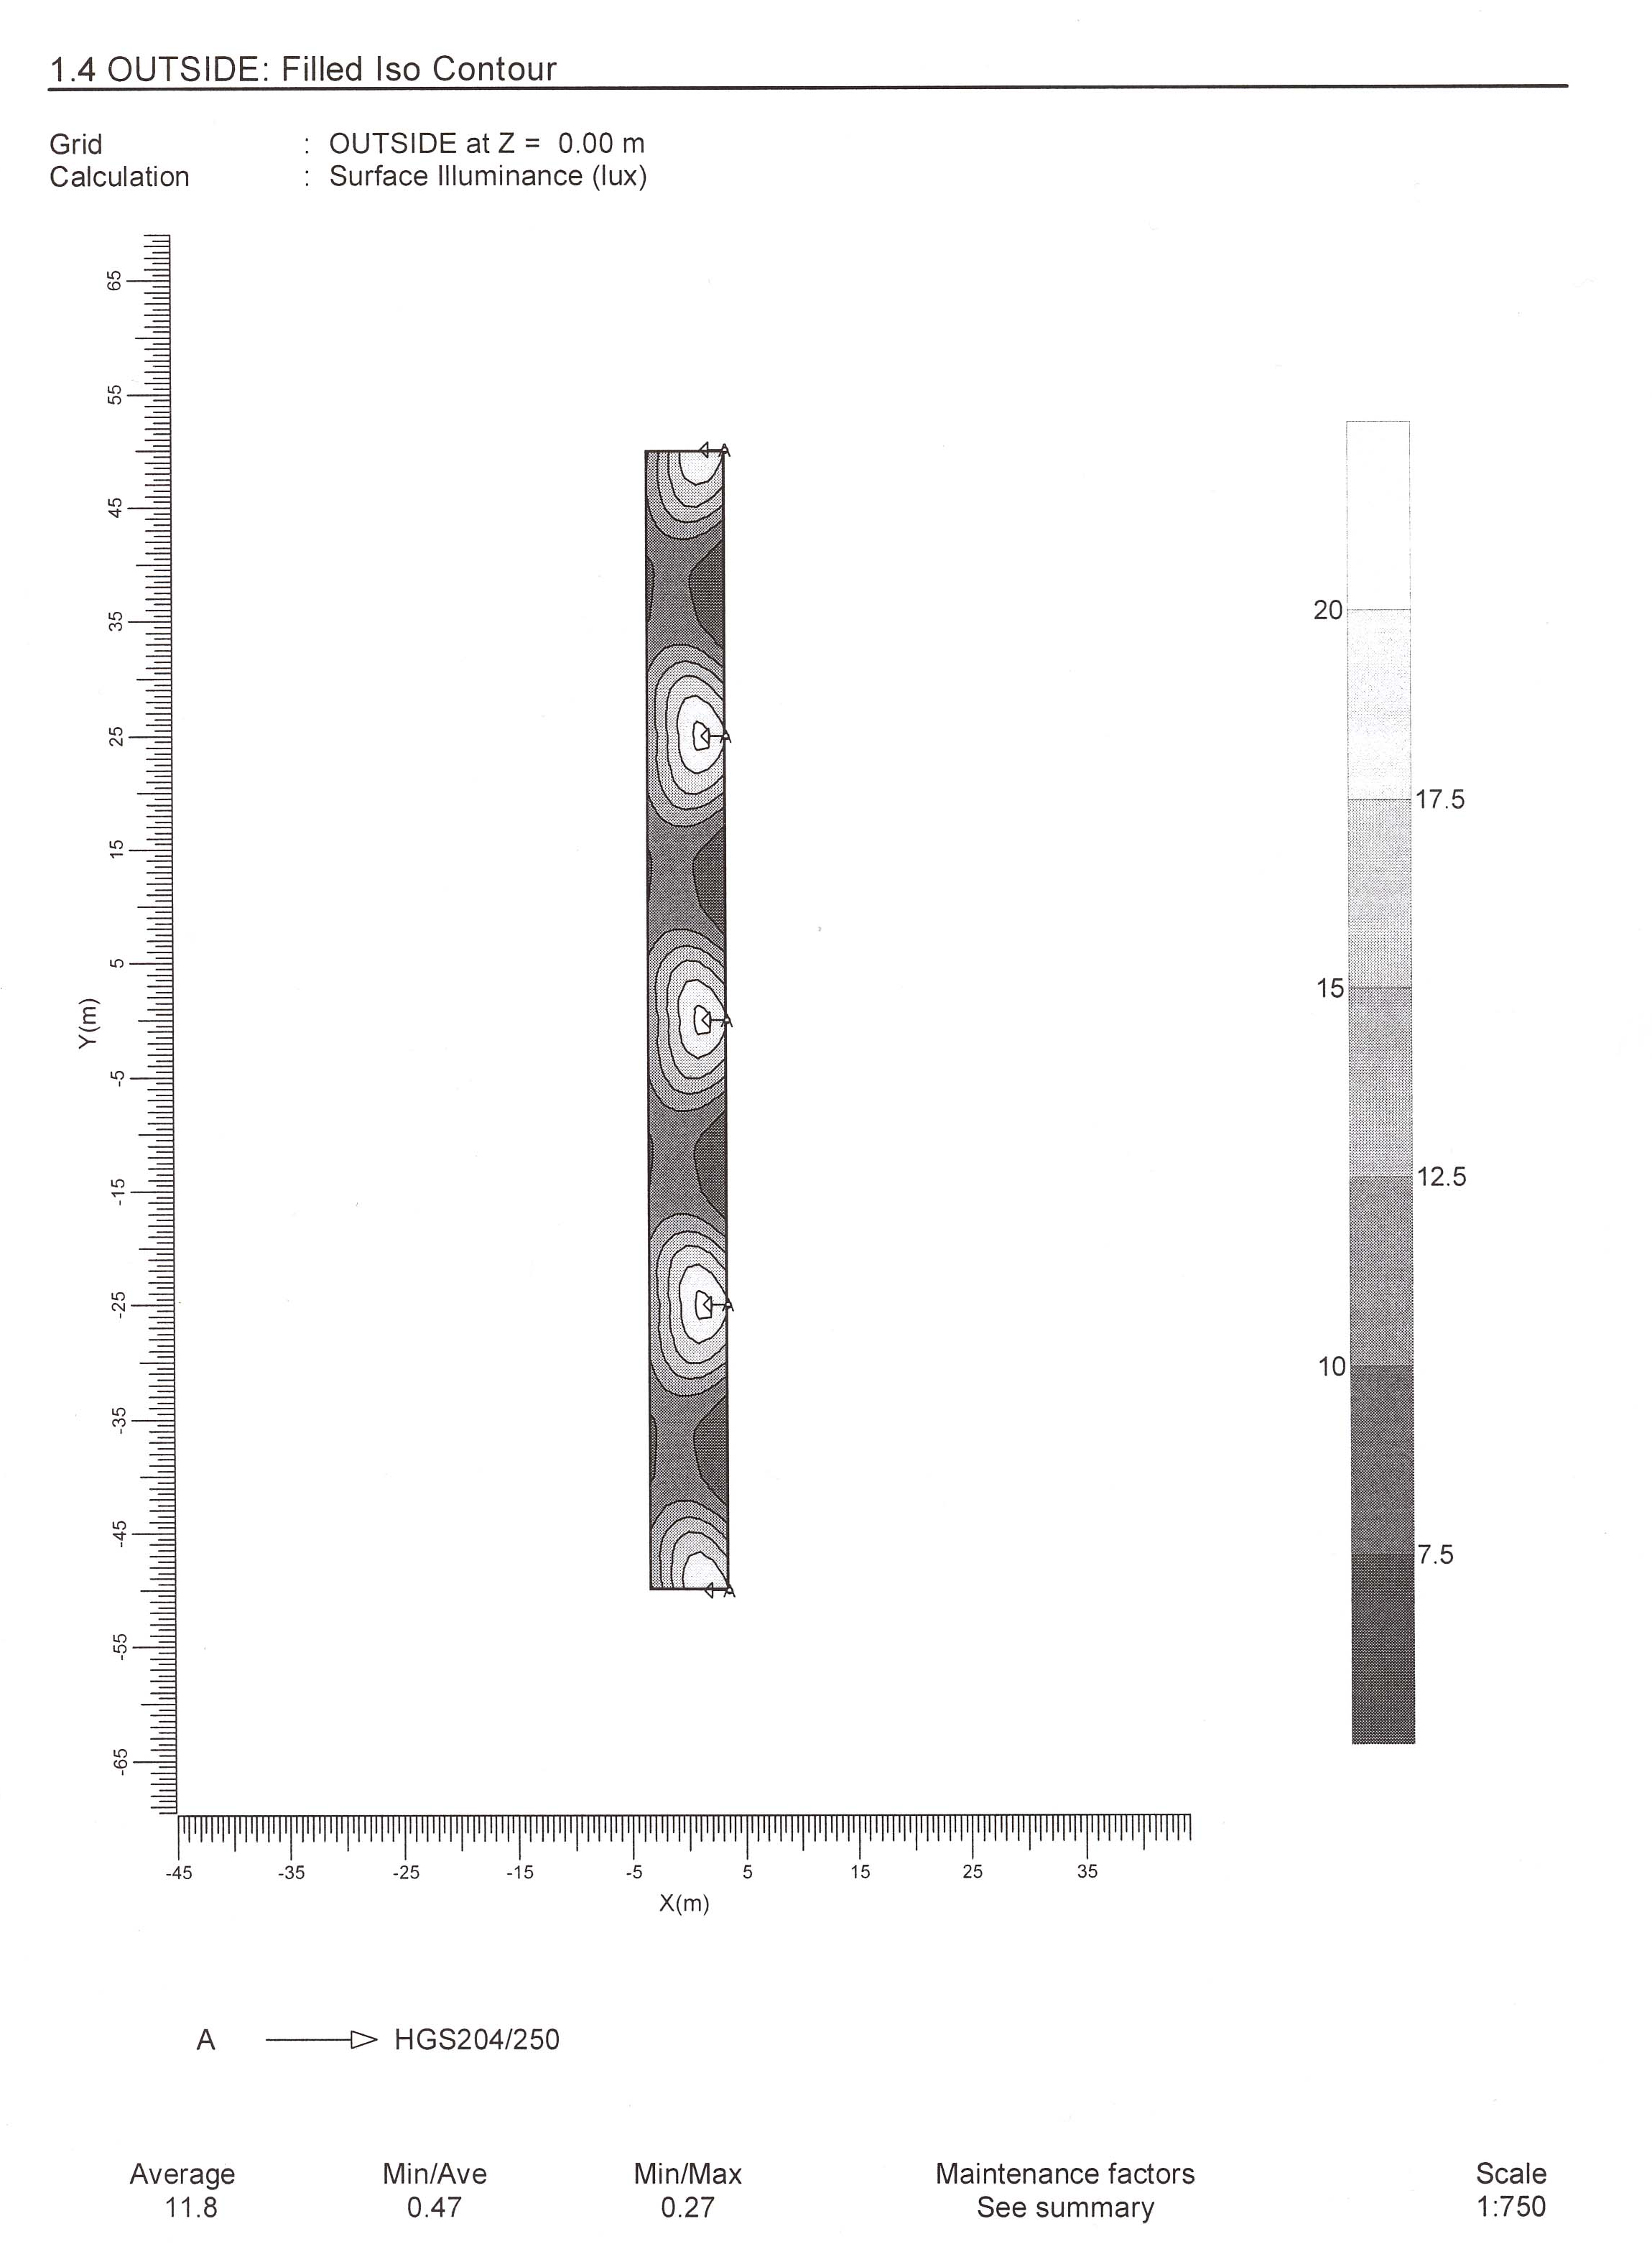 1.4 OUTSIDE: Filled Iso Contour
Grid : OUTSIDE at Z = 0.00 m
Calculation : Surface Illuminance (lux)
65
55
45
35
25
15
5
-5
-15
-25
-35
-45
-55
-65
Y(m)
A
A
A
A
A
20
17.5
15
12.5
10
7.5
-45 -35 -25 -15 -5 5 15 25 35
X(m)
A HGS204/250
Average Min/Ave Min/Max Maintenance factors Scale
11.8 0.47 0.27 See summary 1:750